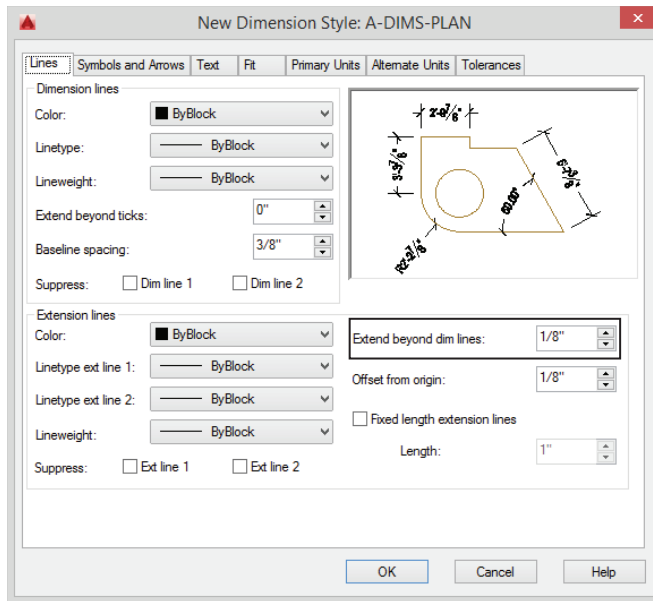 New Dimension Style: A-DIMS-PLAN
Lines Symbols and Arrows Text Fit Primary Units Alternate Units Tolerances
Dimension lines
Color: ByBlock
Linetype: ByBlock
Lineweight: ByBlock
Extend beyond ticks: 0"
Baseline spacing: 3/8"
Suppress: Dim line 1 Dim line 2
60.00°
Extension lines
Color: ByBlock
Linetype ext line 1: ByBlock
Linetype ext line 2: ByBlock
Lineweight: ByBlock
Suppress: Ext line 1 Ext line 2
Extend beyond dim lines: 1/8"
Offset from origin: 1/8"
Fixed length extension lines
Length: 1"
OK Cancel Help